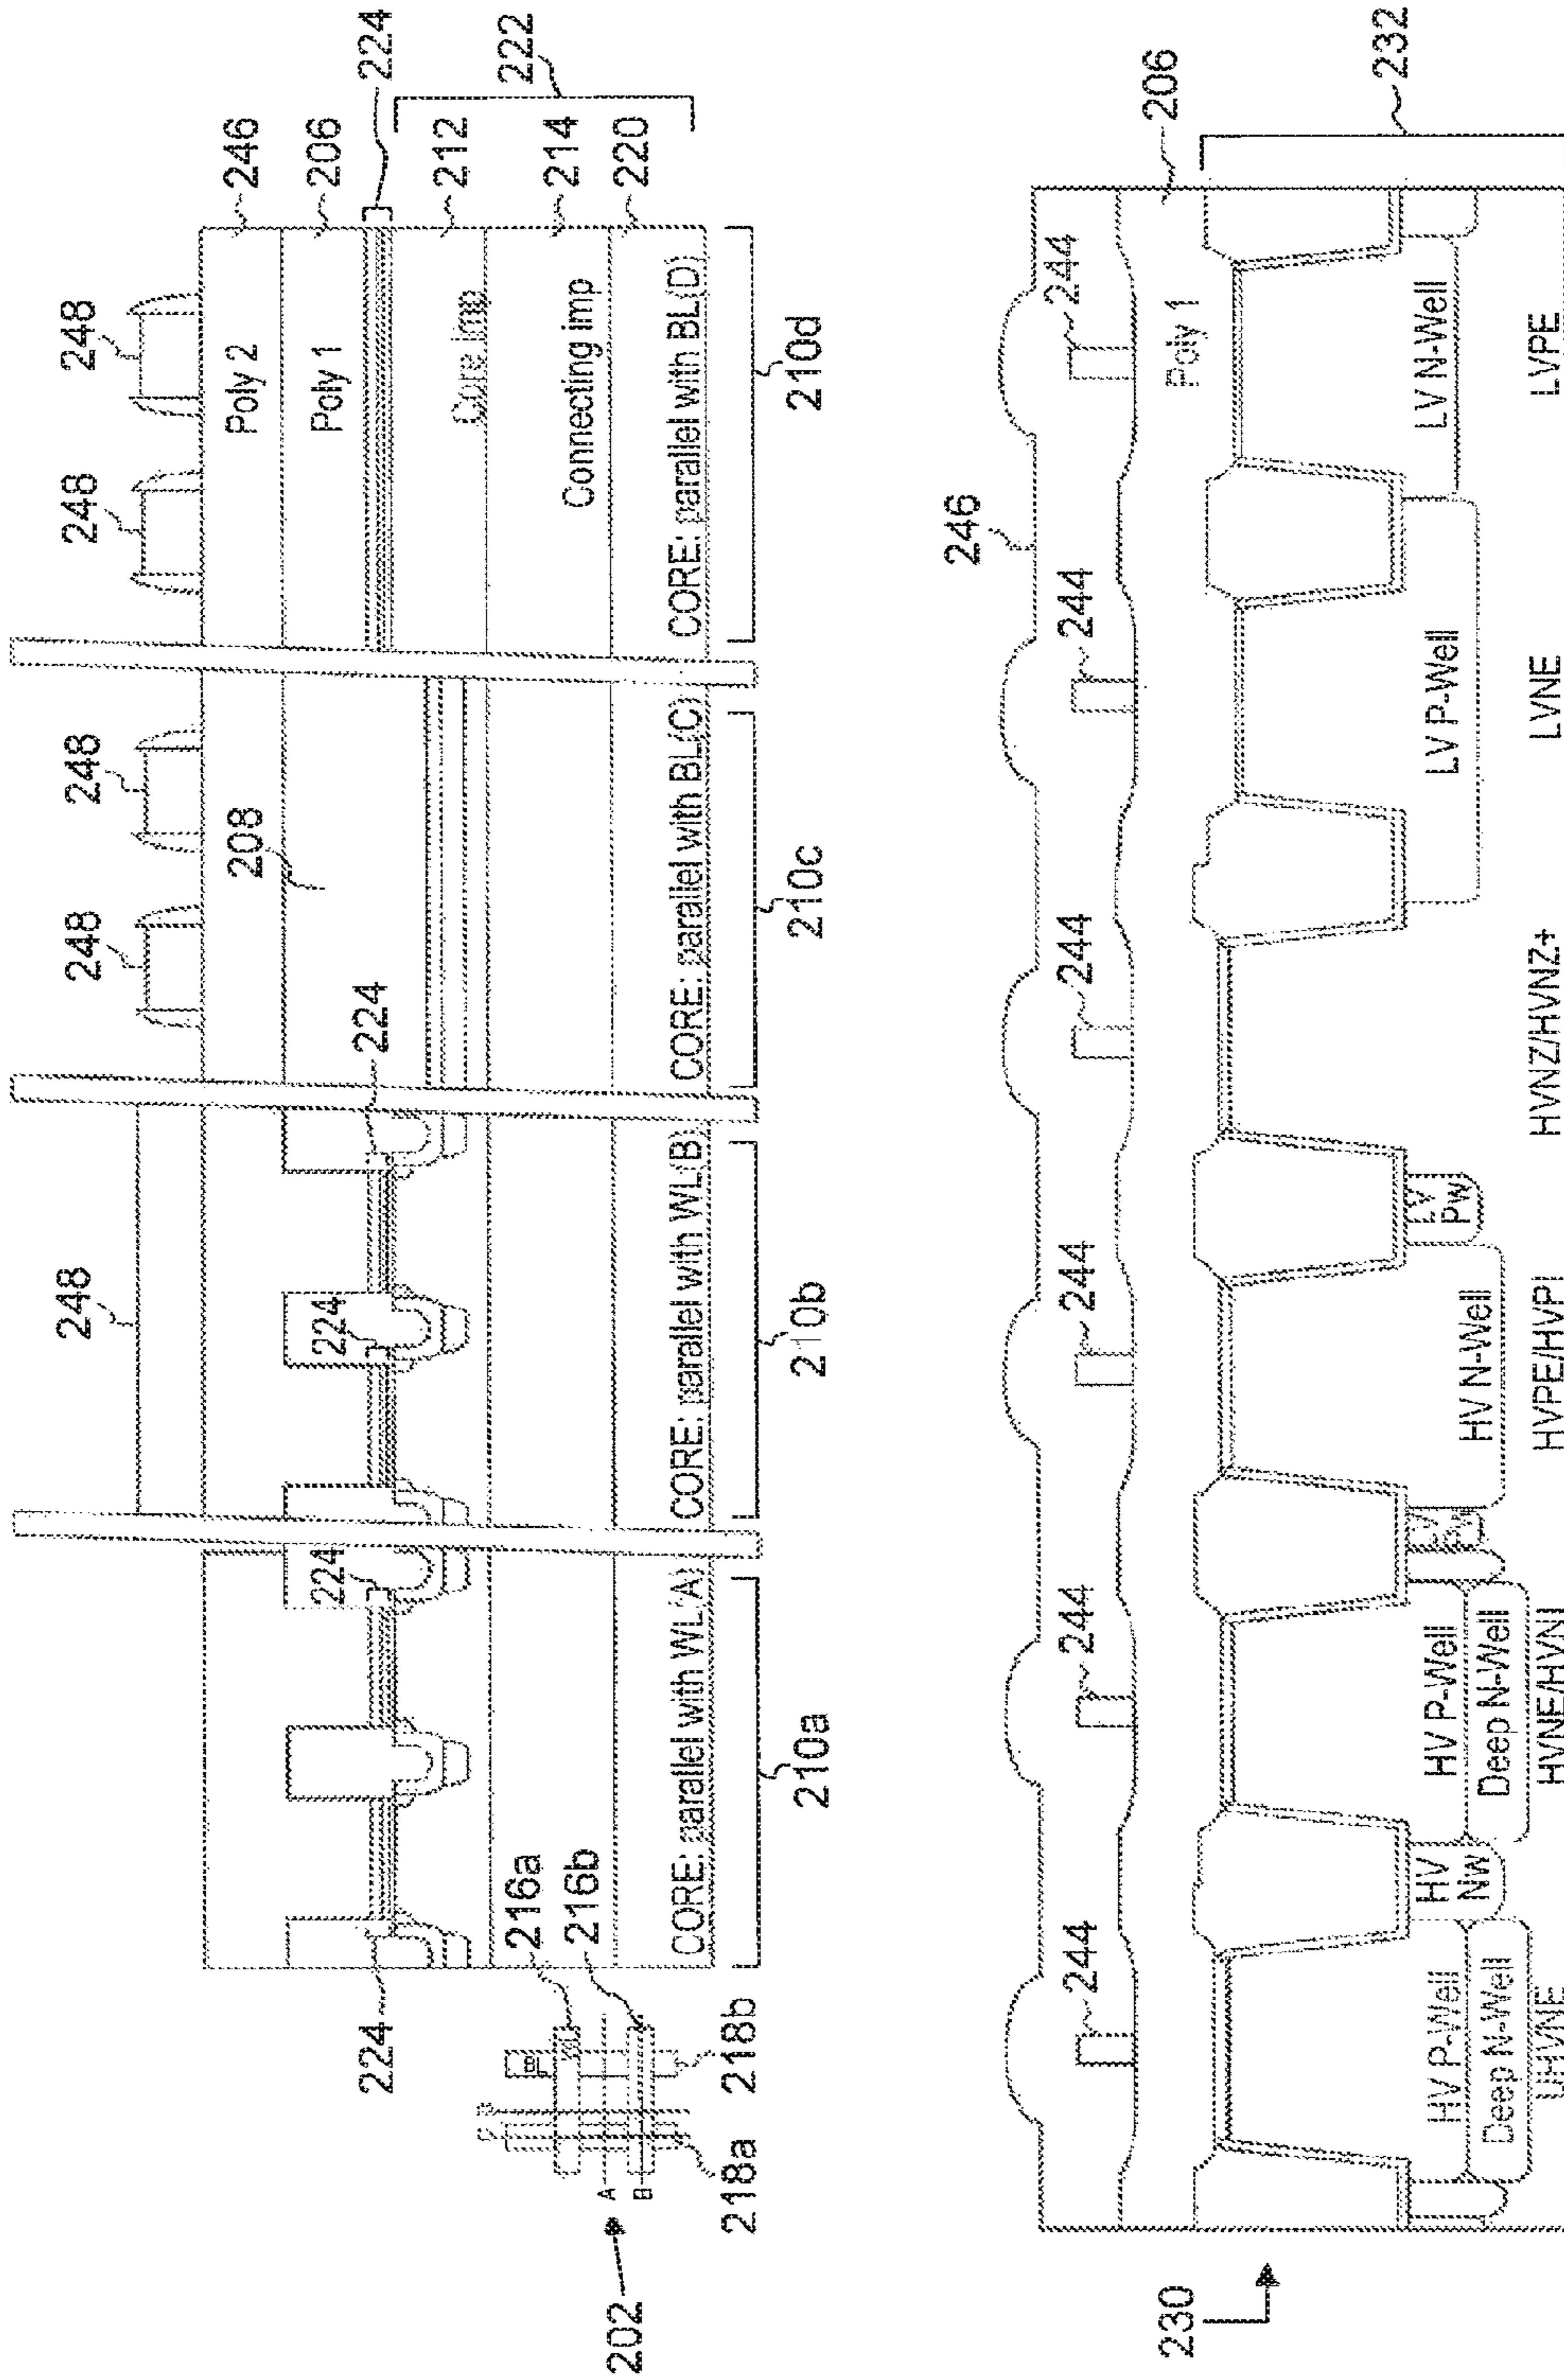 248
248
248
248
248
224
246
206
224
222
212
214
220
Poly 2
Poly 1
208
Core imp
Connecting imp
224
224
224
224
CORE: parallel with WL(A)
CORE: parallel with WL(B)
CORE: parallel with BL(C)
CORE: parallel with BL(D)
210a
210b
210c
210d
202
A
B
216a
216b
218a
218b
246
244
244
244
244
244
244
244
206
Poly 1
232
230
HV P-Well
Deep N-Well
HV
NW
HV P-Well
Deep N-Well
HV N-Well
LV
PW
LV P-Well
LV N-Well
UHVNE
HVNE/HVNI
HVPE/HVPI
HVNZ/HVNZ+
LVNE
LVPE